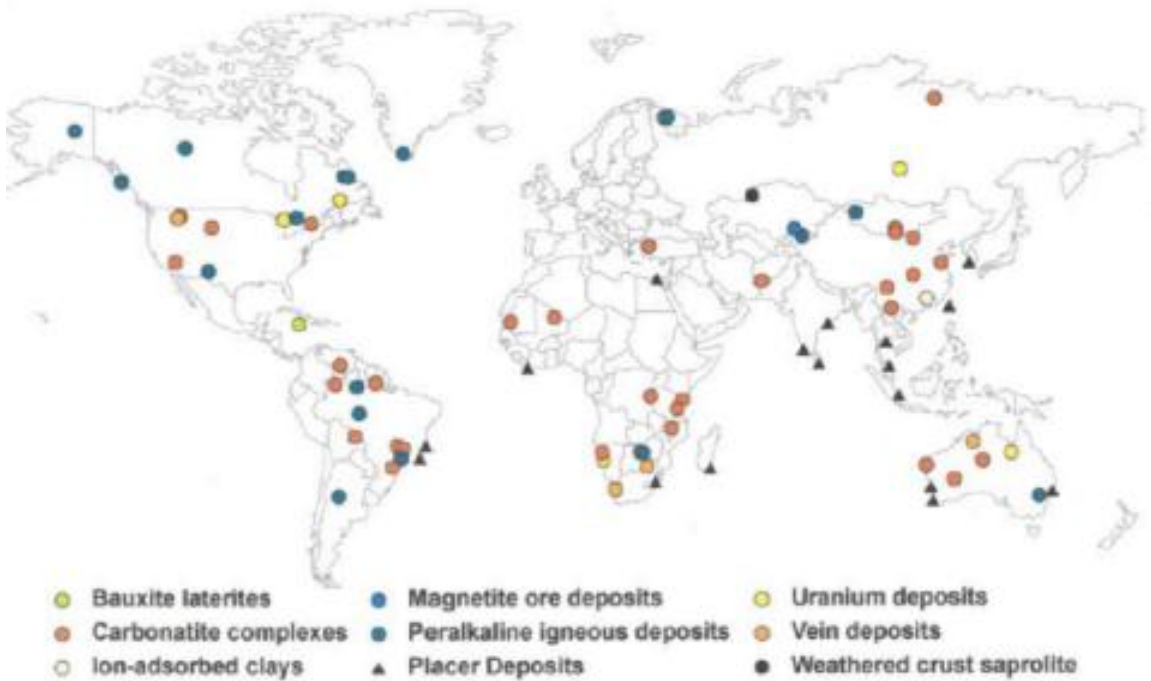 Bauxite laterites
Magnetite ore deposits
Uranium deposits
Carbonatite complexes
Peralkaline igneous deposits
Vein deposits
Ion-adsorbed clays
Placer Deposits
Weathered crust saprolite